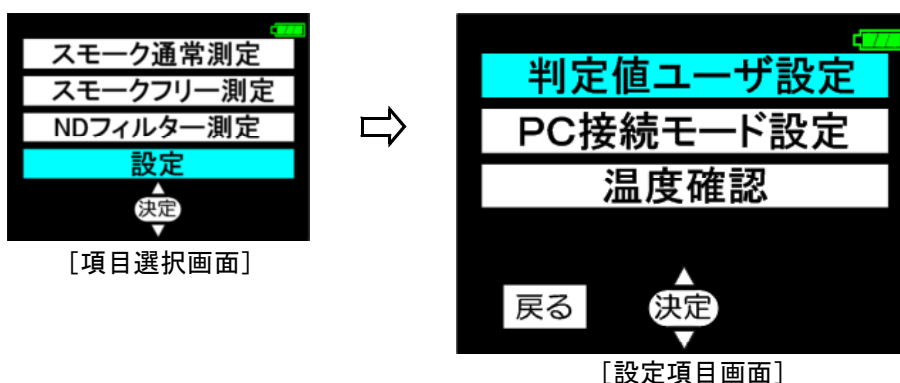 スモーク通常測定
スモークフリー測定
NDフィルター測定
設定
決定
[項目選択画面]
判定値ユーザ設定
PC接続モード設定
温度確認
戻る
決定
[設定項目画面]